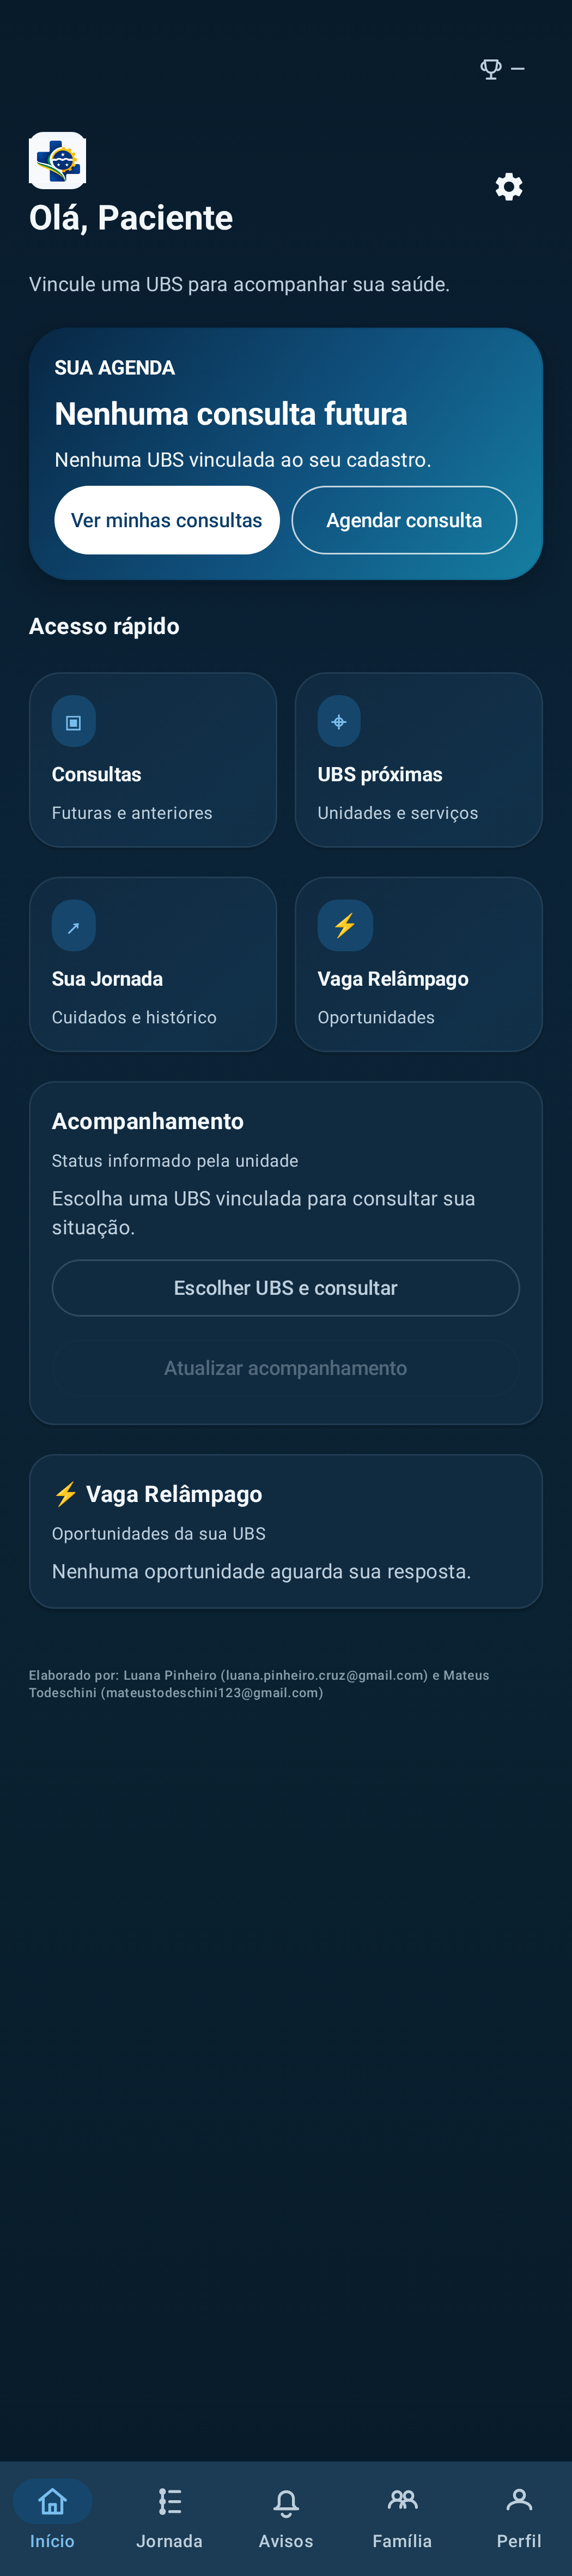 Olá, Paciente
Vincule uma UBS para acompanhar sua saúde.
SUA AGENDA
Nenhuma consulta futura
Nenhuma UBS vinculada ao seu cadastro.
Ver minhas consultas
Agendar consulta
Acesso rápido
Consultas
Futuras e anteriores
UBS próximas
Unidades e serviços
Sua Jornada
Cuidados e histórico
Vaga Relâmpago
Oportunidades
Acompanhamento
Status informado pela unidade
Escolha uma UBS vinculada para consultar sua
situação.
Escolher UBS e consultar
Atualizar acompanhamento
⚡ Vaga Relâmpago
Oportunidades da sua UBS
Nenhuma oportunidade aguarda sua resposta.
Elaborado por: Luana Pinheiro (luana.pinheiro.cruz@gmail.com) e Mateus
Todeschini (mateustodeschini123@gmail.com)
Início
Jornada
Avisos
Família
Perfil